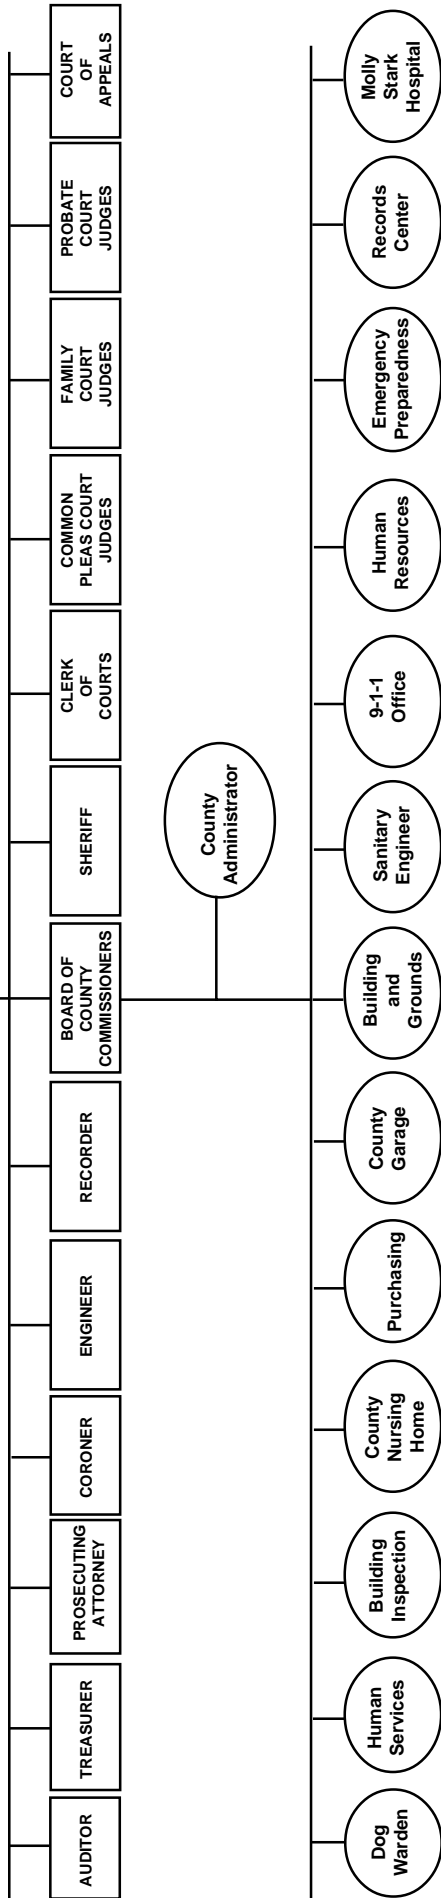 AUDITOR
TREASURER
PROSECUTING
ATTORNEY
CORONER
ENGINEER
RECORDER
BOARD OF
COUNTY
COMMISSIONERS
SHERIFF
CLERK
OF
COURTS
COMMON
PLEAS COURT
JUDGES
FAMILY
COURT
JUDGES
PROBATE
COURT
JUDGES
COURT
OF
APPEALS
County
Administrator
Dog
Warden
Human
Services
Building
Inspection
County
Nursing
Home
Purchasing
County
Garage
Building
and
Grounds
Sanitary
Engineer
9-1-1
Office
Human
Resources
Emergency
Preparedness
Records
Center
Molly
Stark
Hospital